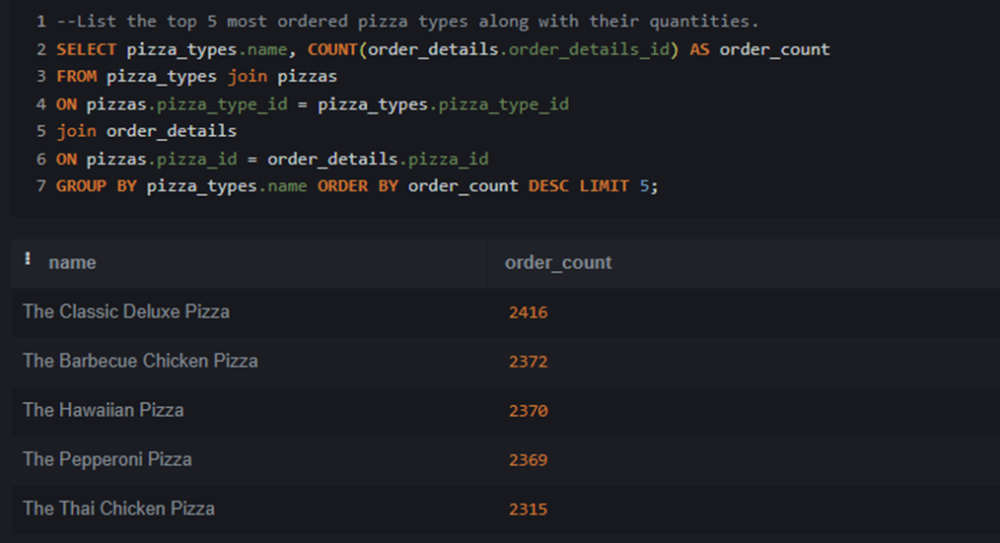 1 --List the top 5 most ordered pizza types along with their quantities.
2 SELECT pizza_types.name, COUNT(order_details.order_details_id) AS order_count
3 FROM pizza_types join pizzas
4 ON pizzas.pizza_type_id = pizza_types.pizza_type_id
5 join order_details
6 ON pizzas.pizza_id = order_details.pizza_id
7 GROUP BY pizza_types.name ORDER BY order_count DESC LIMIT 5;
name order_count
The Classic Deluxe Pizza 2416
The Barbecue Chicken Pizza 2372
The Hawaiian Pizza 2370
The Pepperoni Pizza 2369
The Thai Chicken Pizza 2315